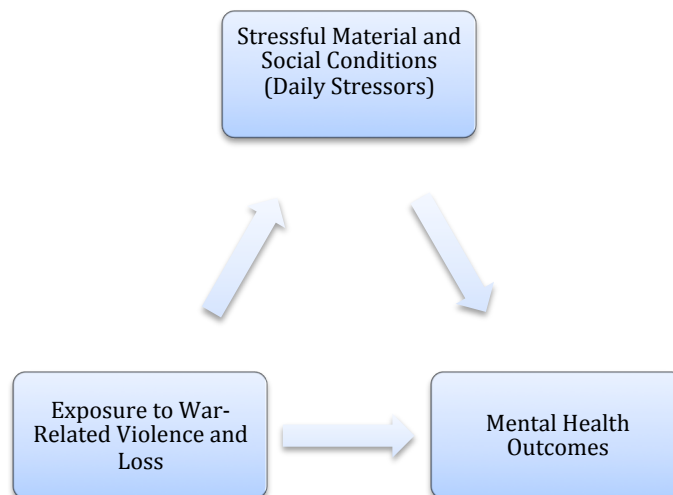 Stressful Material and
Social Conditions
(Daily Stressors)
Exposure to War-
Related Violence and
Loss
Mental Health
Outcomes